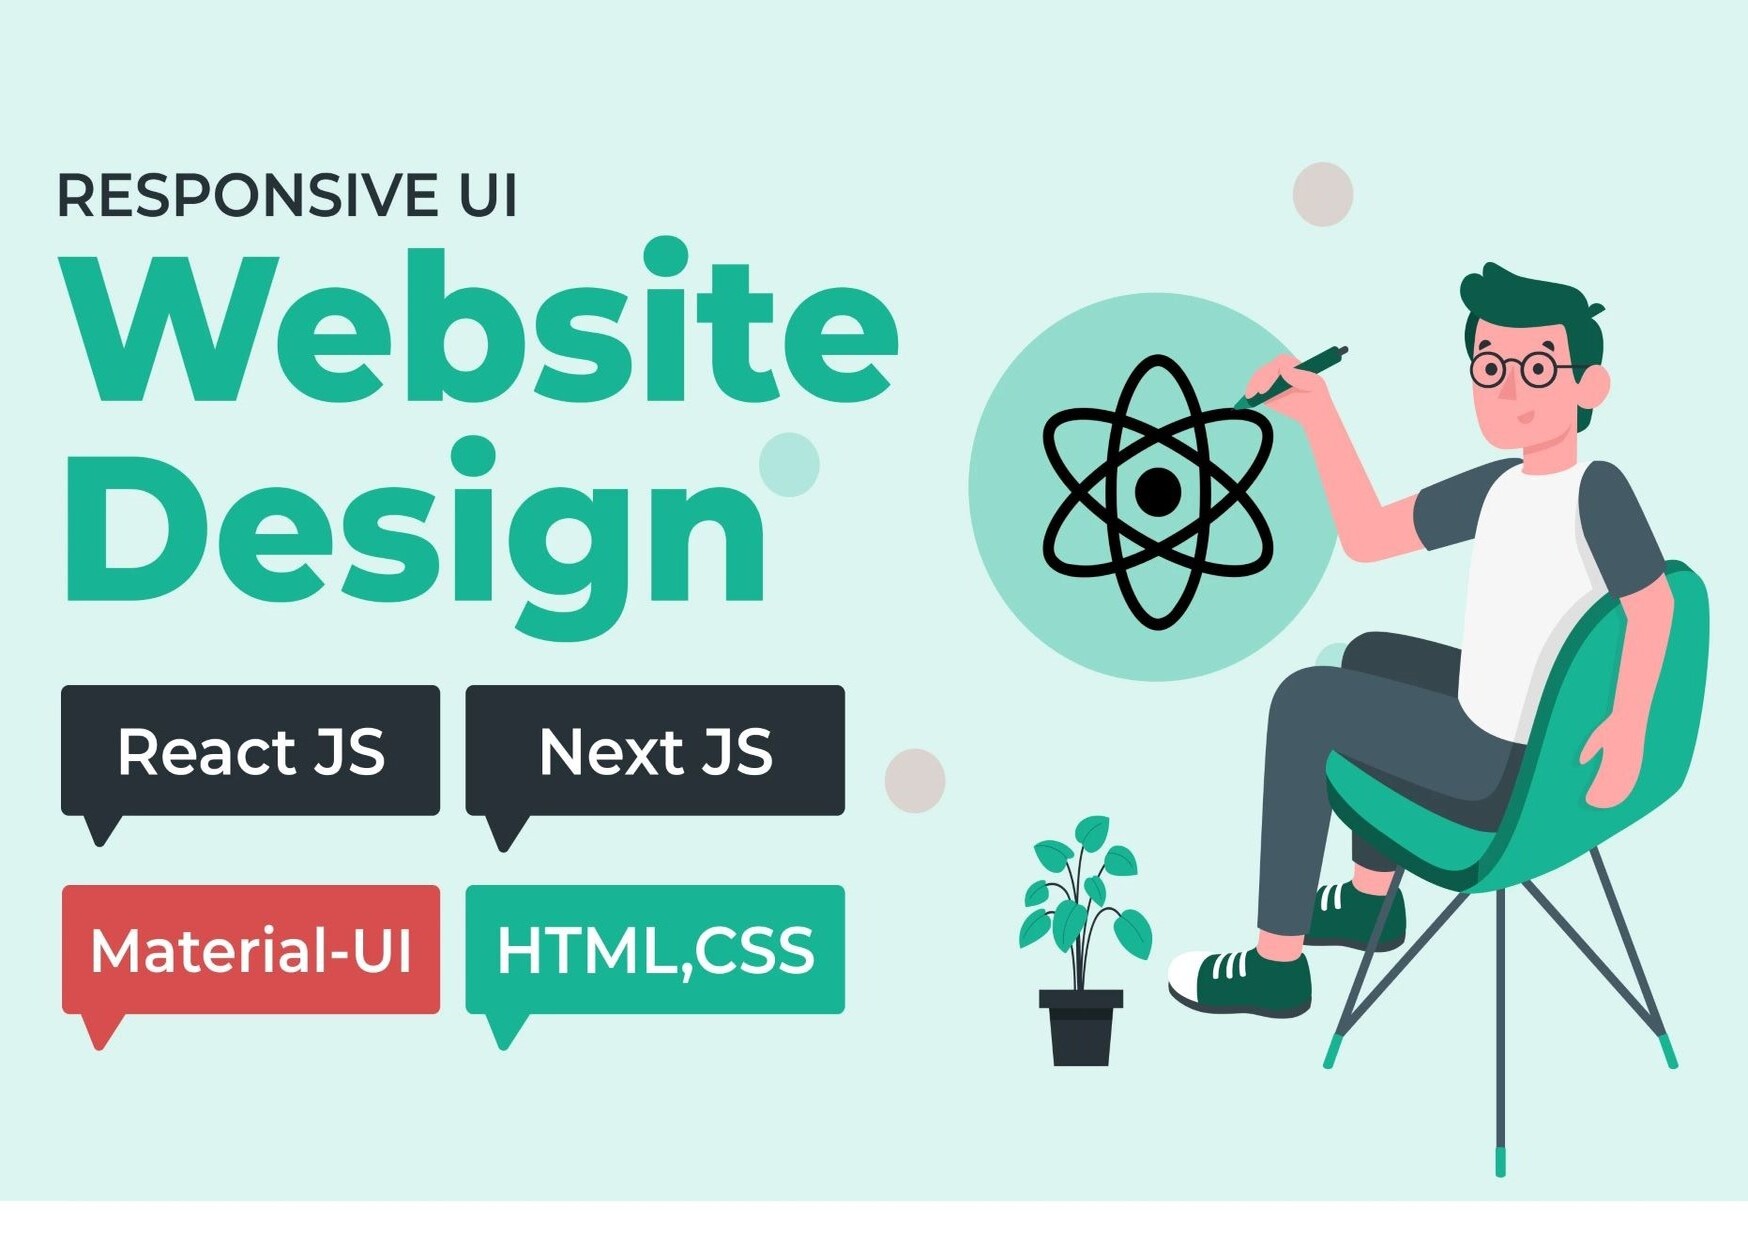 RESPONSIVE UI
Website
Design
React JS
Next JS
Material-UI
HTML,CSS